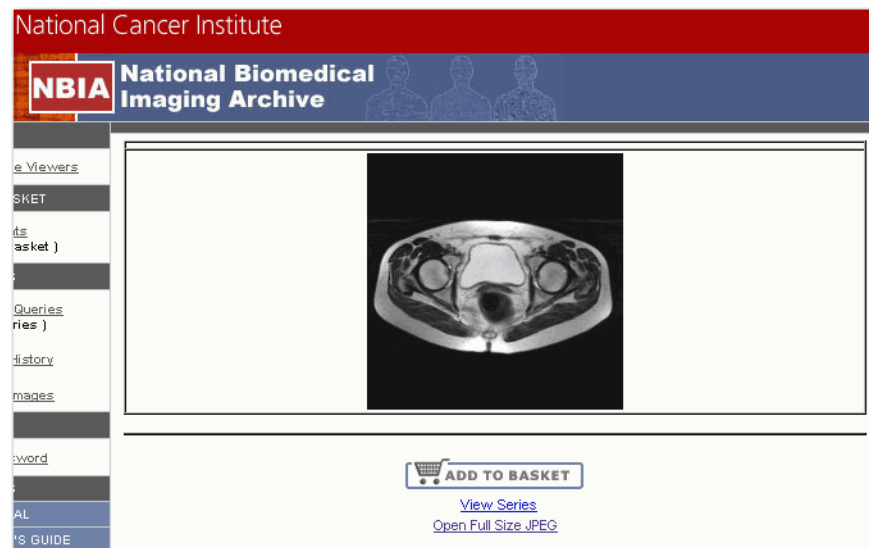 National Cancer Institute
NBIA
National Biomedical
Imaging Archive
e Viewers
SKET
ts
asket )
Queries
ries )
History
mages
word
AL
'S GUIDE
ADD TO BASKET
View Series
Open Full Size JPEG